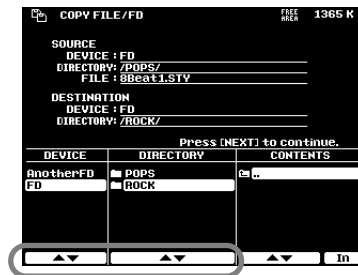 COPY FILE/FD FREE AREA 1365 K
SOURCE
DEVICE : FD
DIRECTORY: /POPS/
FILE : 8Beat1.STY
DESTINATION
DEVICE : FD
DIRECTORY: /ROCK/
Press [NEXT] to continue.
DEVICE DIRECTORY CONTENTS
AnotherFD POPS ..
FD ROCK
▲▼ ▲▼ ▲▼ In